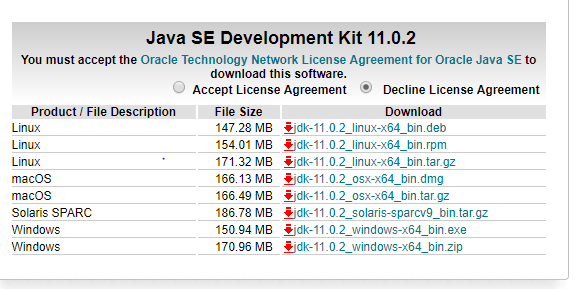 Java SE Development Kit 11.0.2
You must accept the Oracle Technology Network License Agreement for Oracle Java SE to
download this software.
Accept License Agreement Decline License Agreement
Product / File Description File Size Download
Linux 147.28 MB jdk-11.0.2_linux-x64_bin.deb
Linux 154.01 MB jdk-11.0.2_linux-x64_bin.rpm
Linux 171.32 MB jdk-11.0.2_linux-x64_bin.tar.gz
macOS 166.13 MB jdk-11.0.2_osx-x64_bin.dmg
macOS 166.49 MB jdk-11.0.2_osx-x64_bin.tar.gz
Solaris SPARC 186.78 MB jdk-11.0.2_solaris-sparcv9_bin.tar.gz
Windows 150.94 MB jdk-11.0.2_windows-x64_bin.exe
Windows 170.96 MB jdk-11.0.2_windows-x64_bin.zip